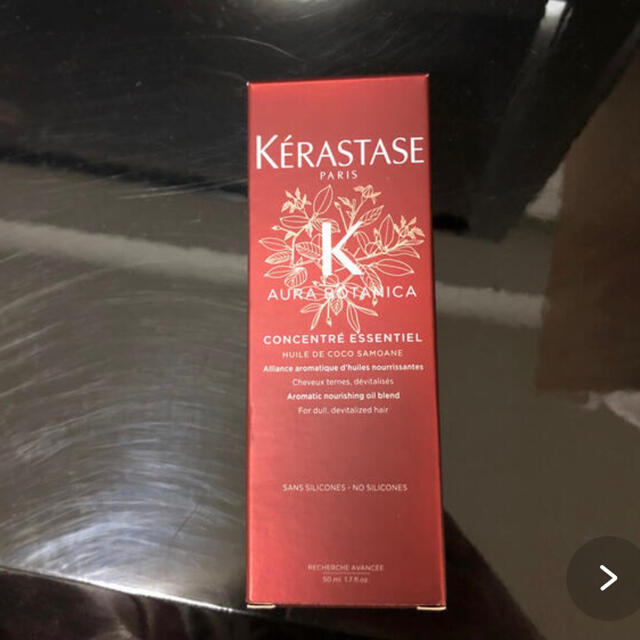 KÉRASTASE
PARIS
K
AURA BOTANICA
CONCENTRÉ ESSENTIEL
HUILE DE COCO SAMOANE
Alliance aromatique d'huiles nourrissantes
Cheveux ternes, dévitalisés
Aromatic nourishing oil blend
For dull, devitalized hair
SANS SILICONES - NO SILICONES
RECHERCHE AVANCÉE
50 ml 1.7 fl.oz.